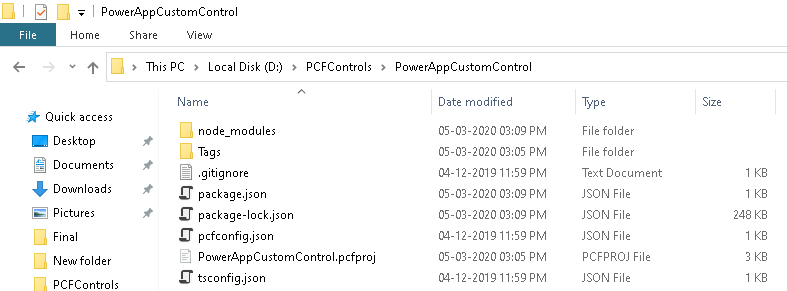 PowerAppCustomControl
File Home Share View
This PC Local Disk (D:) PCFControls PowerAppCustomControl
Name Date modified Type Size
Quick access
Desktop
Documents
Downloads
Pictures
Final
New folder
PCFControls
node_modules 05-03-2020 03:09 PM File folder
Tags 05-03-2020 03:05 PM File folder
.gitignore 04-12-2019 11:59 PM Text Document 1 KB
package.json 05-03-2020 03:09 PM JSON File 1 KB
package-lock.json 05-03-2020 03:09 PM JSON File 248 KB
pcfconfig.json 04-12-2019 11:59 PM JSON File 1 KB
PowerAppCustomControl.pcfproj 05-03-2020 03:05 PM PCFPROJ File 3 KB
tsconfig.json 04-12-2019 11:59 PM JSON File 1 KB